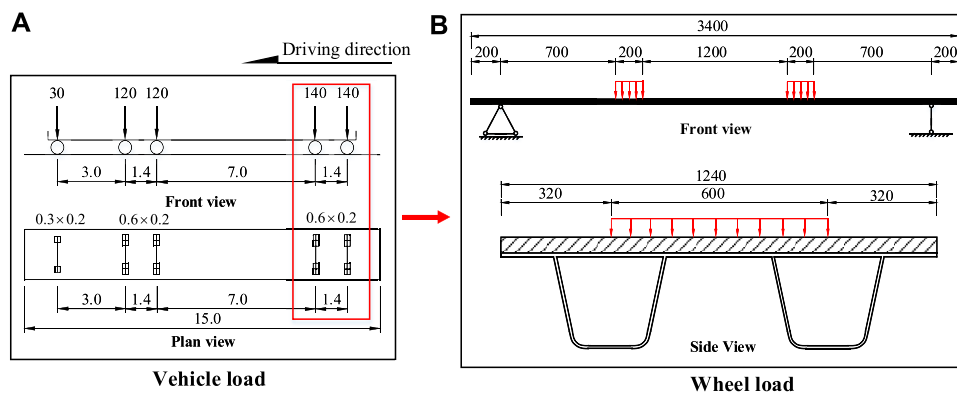 A
Driving direction
30 120 120 140 140
3.0 1.4 7.0 1.4
Front view
0.3×0.2 0.6×0.2 0.6×0.2
3.0 1.4 7.0 1.4
15.0
Plan view
Vehicle load
B
3400
200 700 200 1200 200 700 200
Front view
1240
320 600 320
Side View
Wheel load